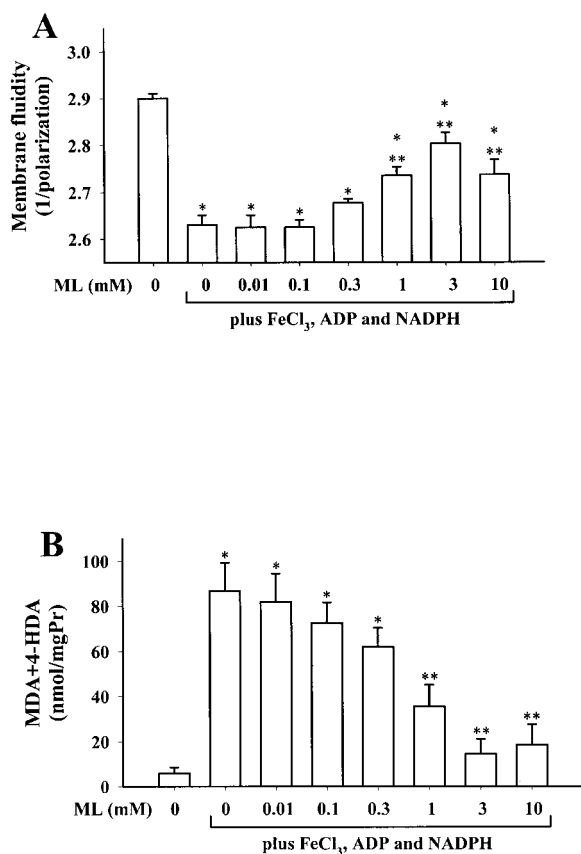 A
Membrane fluidity
(1/polarization)
3.0
2.9
2.8
2.7
2.6
* * * * * ** * ** * **
ML (mM) 0 0 0.01 0.1 0.3 1 3 10
plus FeCl₃, ADP and NADPH
B
MDA+4-HDA
(nmol/mgPr)
100
80
60
40
20
0
* * * * ** ** **
ML (mM) 0 0 0.01 0.1 0.3 1 3 10
plus FeCl₃, ADP and NADPH